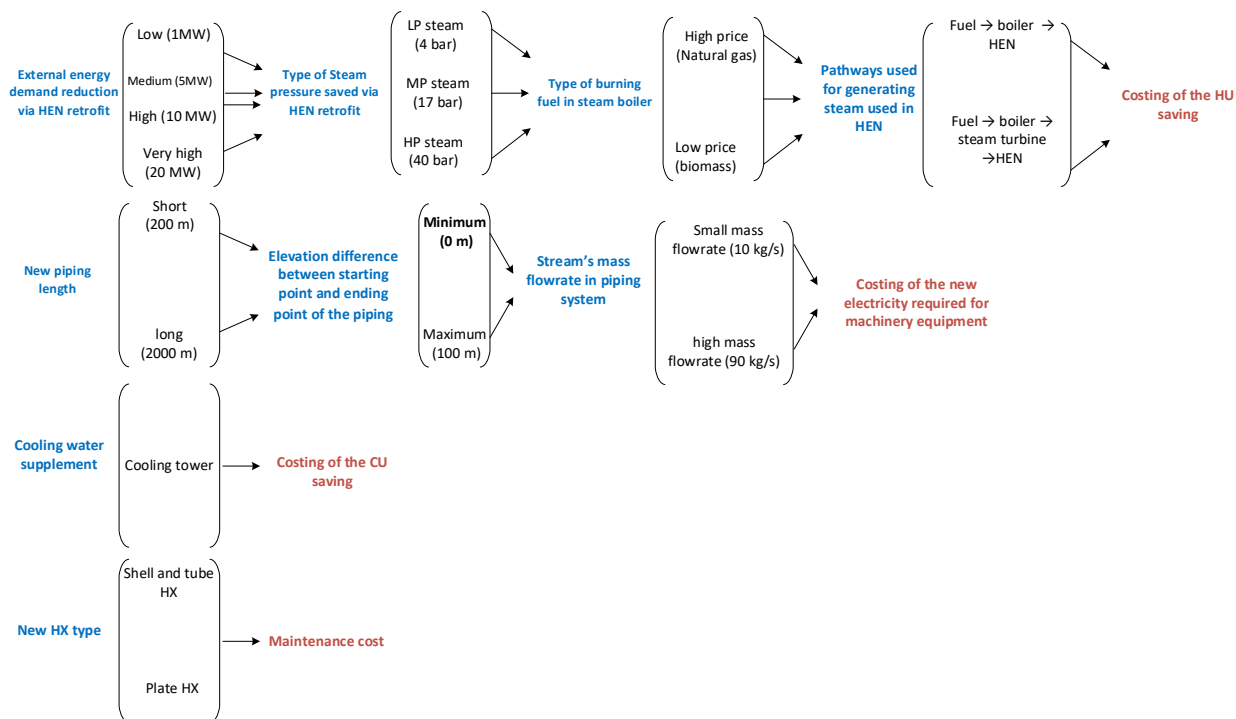 External energy
demand reduction
via HEN retrofit
Low (1MW)
Medium (5MW)
High (10 MW)
Very high
(20 MW)
Type of Steam
pressure saved via
HEN retrofit
LP steam
(4 bar)
MP steam
(17 bar)
HP steam
(40 bar)
Type of burning
fuel in steam boiler
High price
(Natural gas)
Low price
(biomass)
Pathways used
for generating
steam used in
HEN
Fuel → boiler →
HEN
Fuel → boiler →
steam turbine
→HEN
Costing of the HU
saving
New piping
length
Short
(200 m)
long
(2000 m)
Elevation difference
between starting
point and ending
point of the piping
Minimum
(0 m)
Maximum
(100 m)
Stream's mass
flowrate in piping
system
Small mass
flowrate (10 kg/s)
high mass
flowrate (90 kg/s)
Costing of the new
electricity required for
machinery equipment
Cooling water
supplement
Cooling tower
Costing of the CU
saving
New HX type
Shell and tube
HX
Plate HX
Maintenance cost